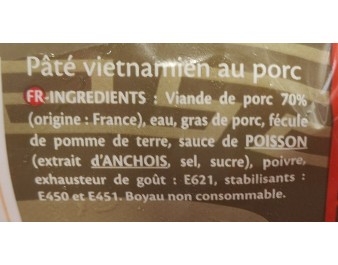 Pâté vietnamien au porc
FR-INGREDIENTS : Viande de porc 70%
(origine : France), eau, gras de porc, fécule
de pomme de terre, sauce de POISSON
(extrait d'ANCHOIS, sel, sucre), poivre,
exhausteur de goût : E621, stabilisants :
E450 et E451. Boyau non consommable.